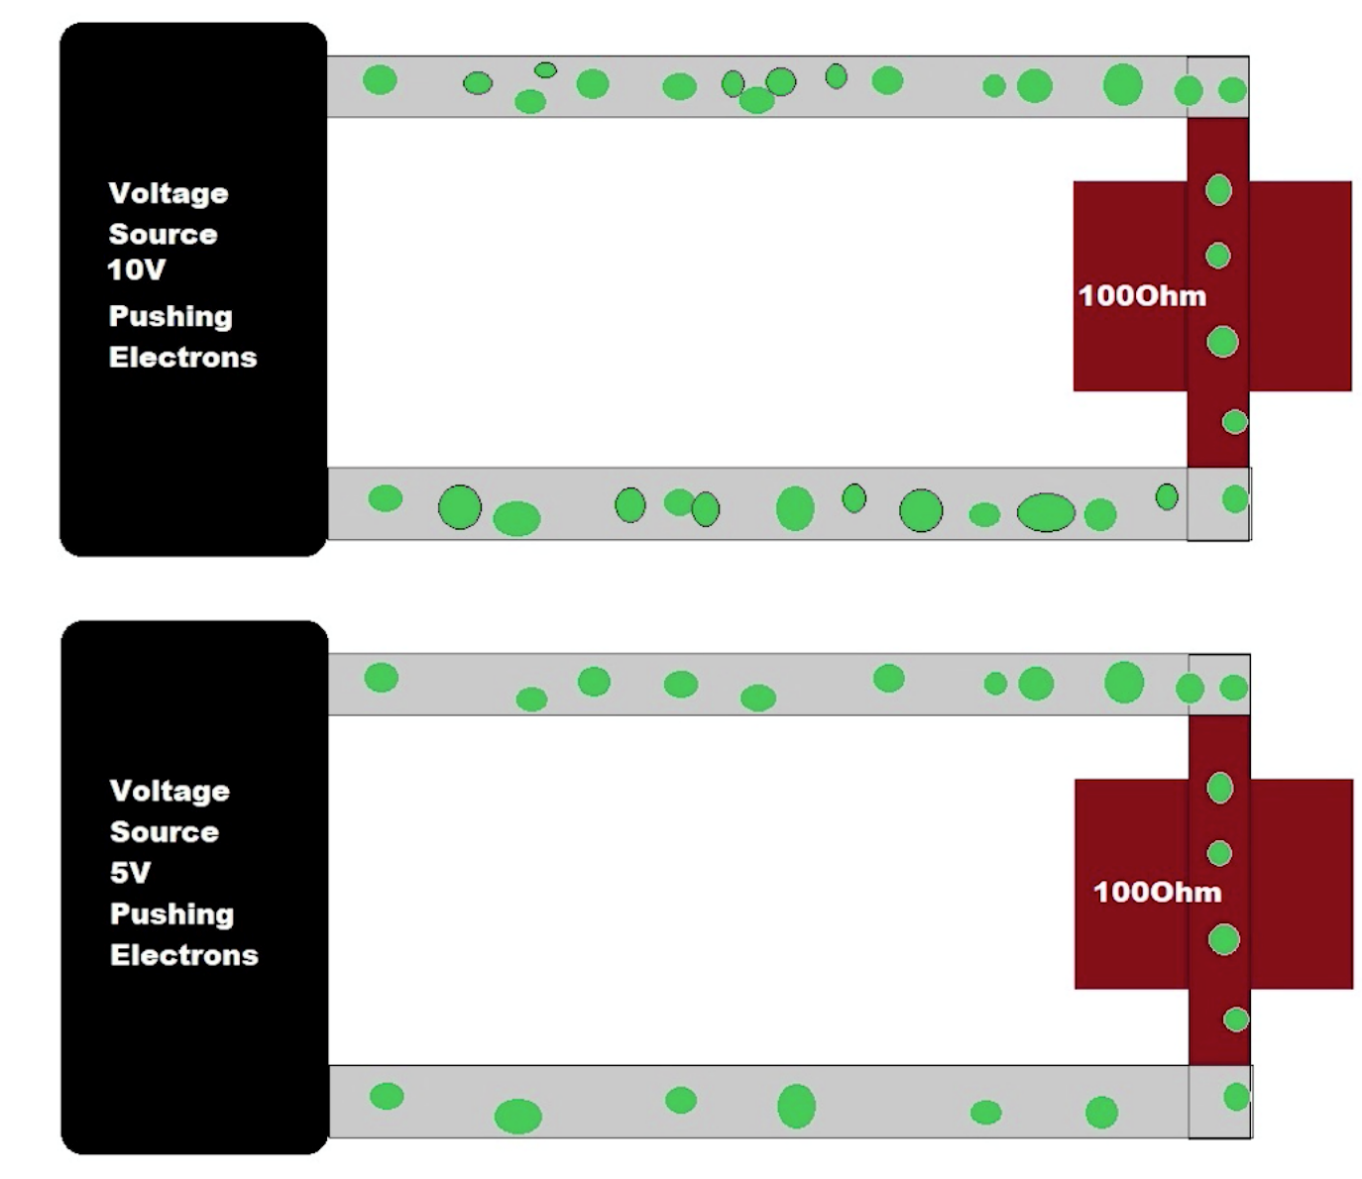 Voltage
Source
10V
Pushing
Electrons
100Ohm
Voltage
Source
5V
Pushing
Electrons
100Ohm